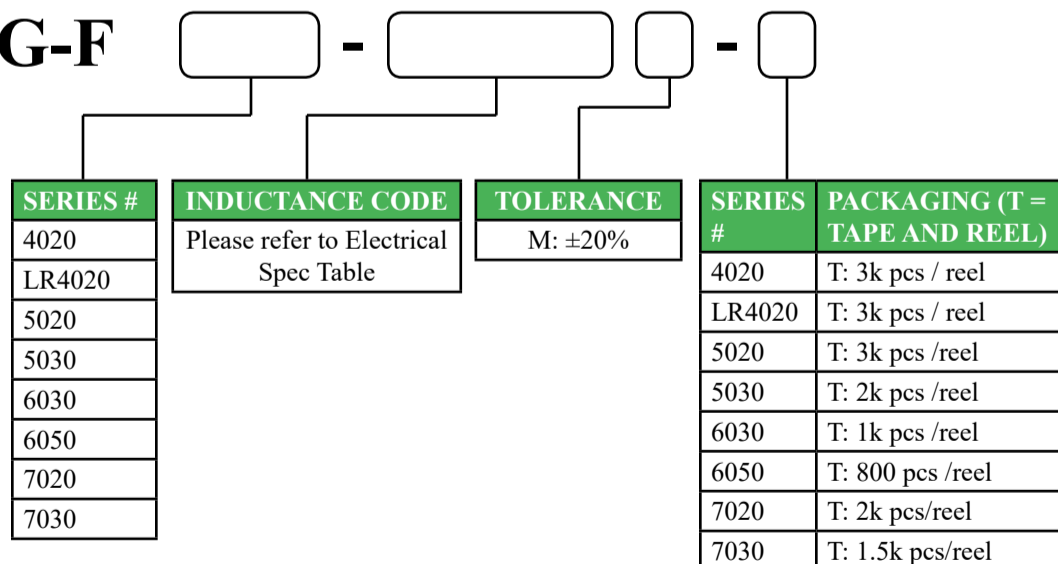 G-F - -
SERIES #
4020
LR4020
5020
5030
6030
6050
7020
7030
INDUCTANCE CODE
Please refer to Electrical
Spec Table
TOLERANCE
M: ±20%
SERIES # PACKAGING (T =
TAPE AND REEL)
4020 T: 3k pcs / reel
LR4020 T: 3k pcs / reel
5020 T: 3k pcs /reel
5030 T: 2k pcs /reel
6030 T: 1k pcs /reel
6050 T: 800 pcs /reel
7020 T: 2k pcs/reel
7030 T: 1.5k pcs/reel